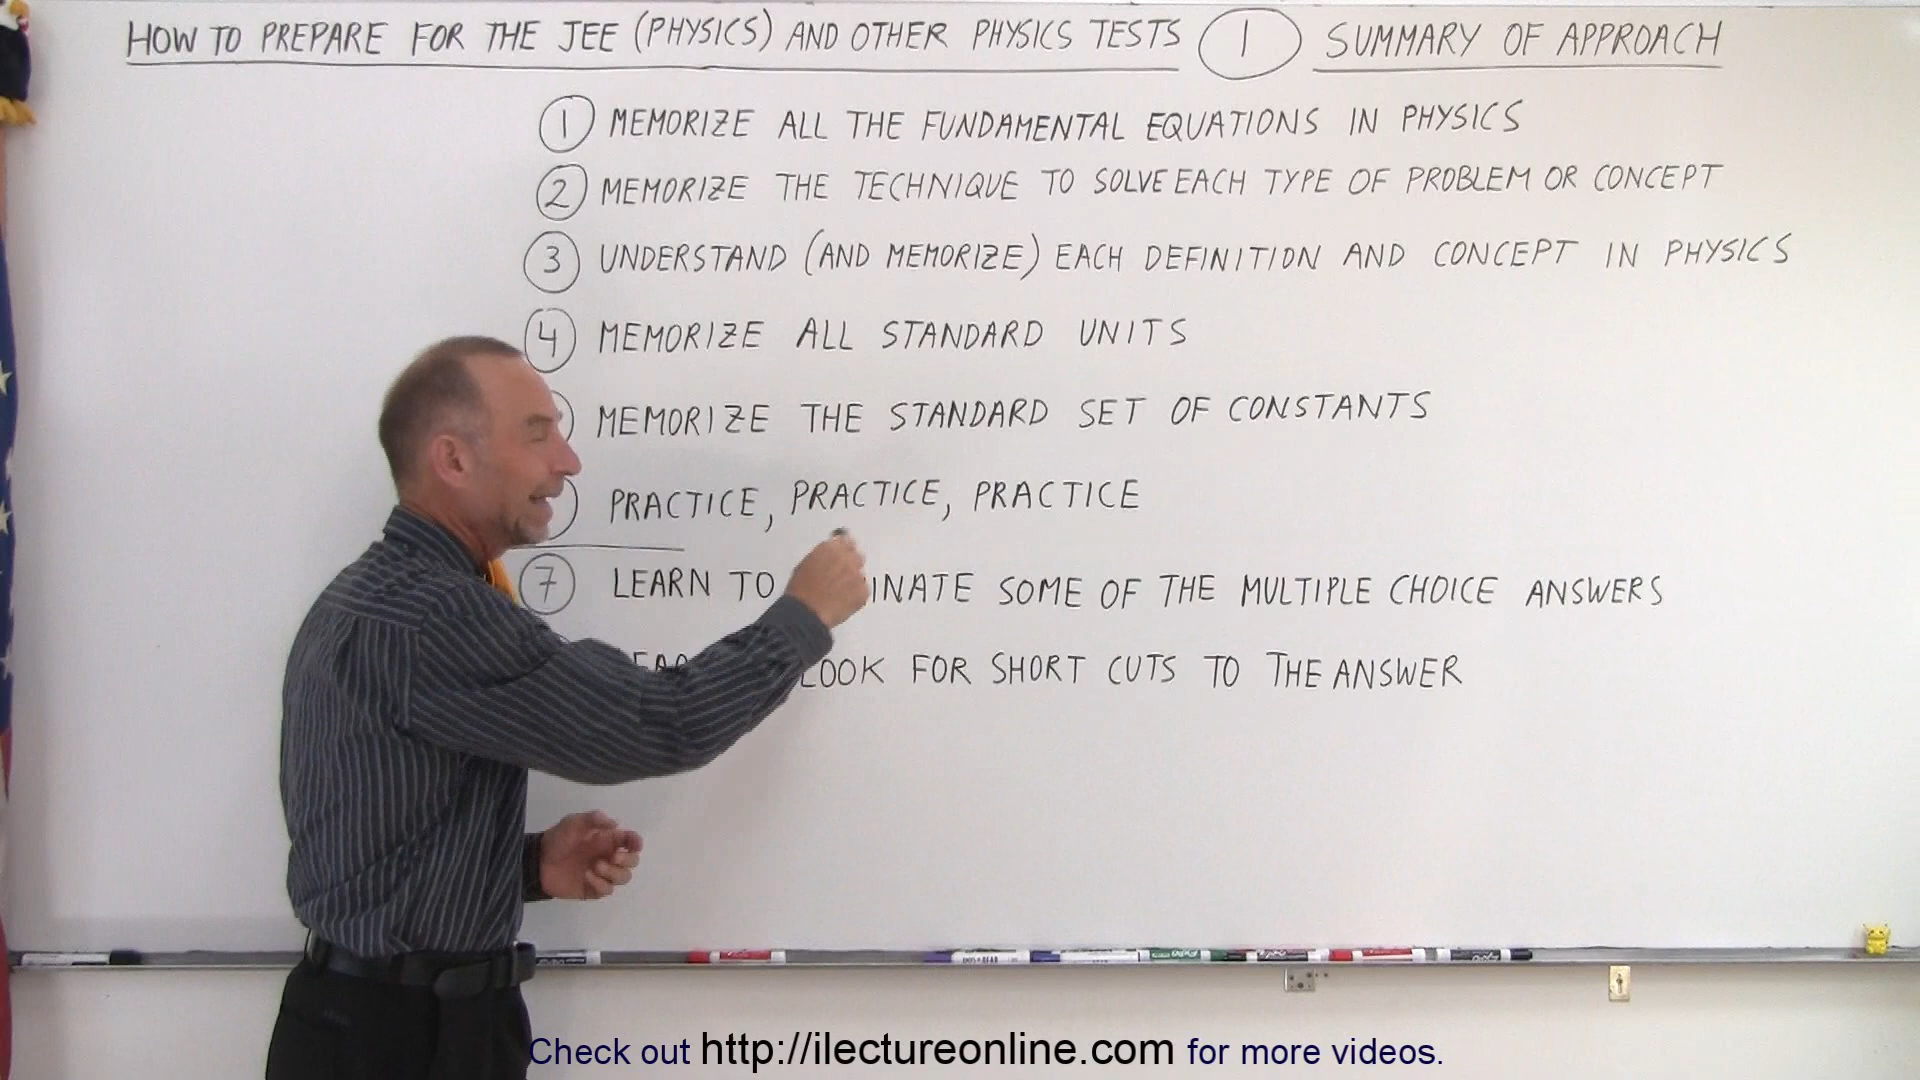 HOW TO PREPARE FOR THE JEE (PHYSICS) AND OTHER PHYSICS TESTS 1 SUMMARY OF APPROACH
1 MEMORIZE ALL THE FUNDAMENTAL EQUATIONS IN PHYSICS
2 MEMORIZE THE TECHNIQUE TO SOLVE EACH TYPE OF PROBLEM OR CONCEPT
3 UNDERSTAND (AND MEMORIZE) EACH DEFINITION AND CONCEPT IN PHYSICS
4 MEMORIZE ALL STANDARD UNITS
MEMORIZE THE STANDARD SET OF CONSTANTS
PRACTICE, PRACTICE, PRACTICE
7 LEARN TO SOME OF THE MULTIPLE CHOICE ANSWERS
LOOK FOR SHORT CUTS TO THE ANSWER
Check out http://ilectureonline.com for more videos.